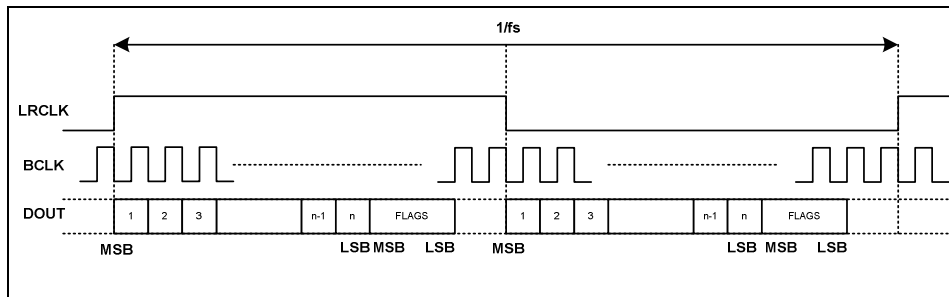 1/fs
LRCLK
BCLK
DOUT 1 2 3 n-1 n FLAGS 1 2 3 n-1 n FLAGS
MSB LSB MSB LSB MSB LSB MSB LSB